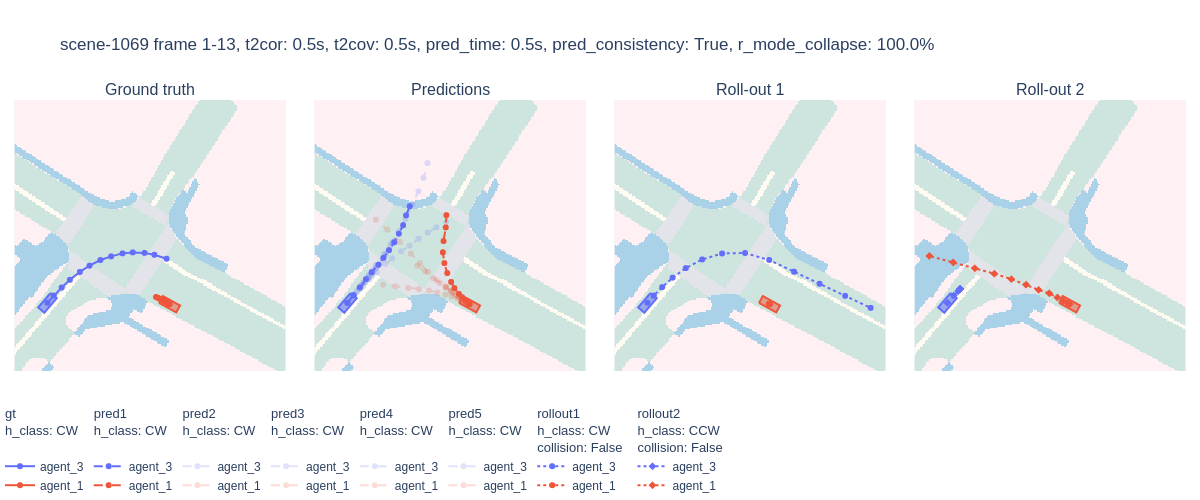 scene-1069 frame 1-13, t2cor: 0.5s, t2cov: 0.5s, pred_time: 0.5s, pred_consistency: True, r_mode_collapse: 100.0%
Ground truth Predictions Roll-out 1 Roll-out 2
gt pred1 pred2 pred3 pred4 pred5 rollout1 rollout2
h_class: CW h_class: CW h_class: CW h_class: CW h_class: CW h_class: CW h_class: CW h_class: CCW
collision: False collision: False
agent_3 agent_3 agent_3 agent_3 agent_3 agent_3 agent_3 agent_3
agent_1 agent_1 agent_1 agent_1 agent_1 agent_1 agent_1 agent_1